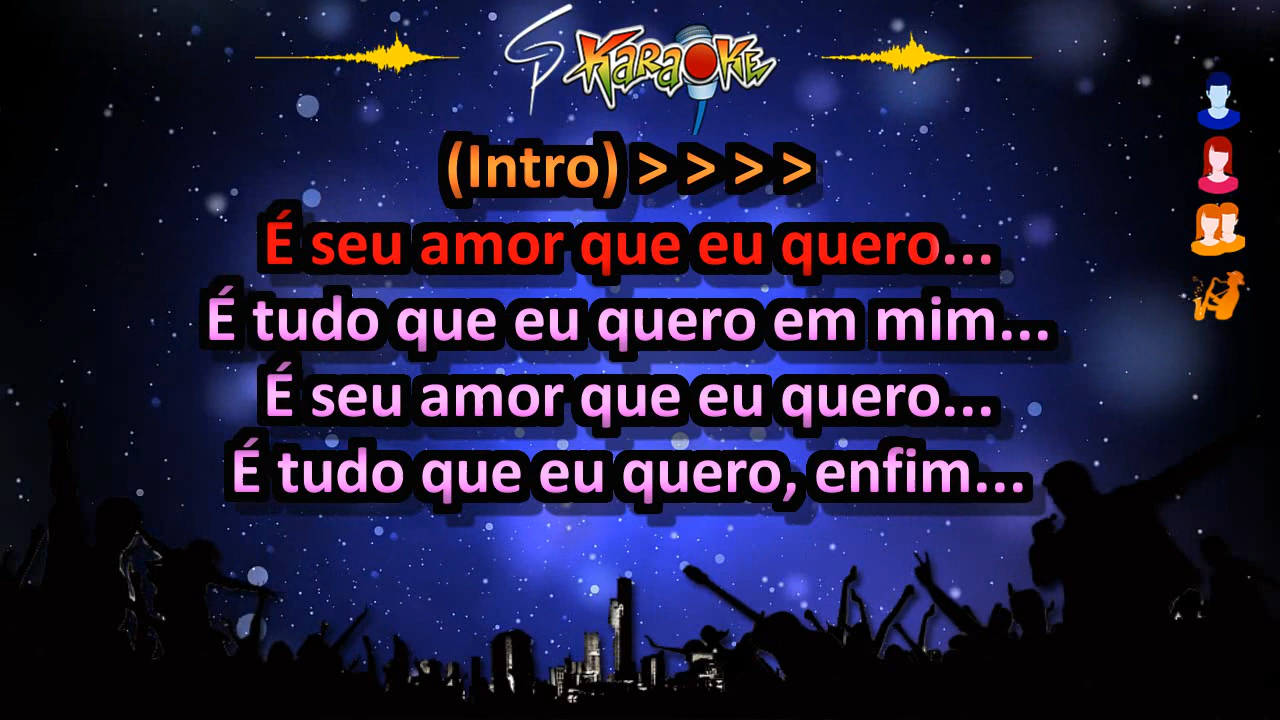 GP KARAOKE
(Intro) > > > >
É seu amor que eu quero...
É tudo que eu quero em mim...
É seu amor que eu quero...
É tudo que eu quero, enfim...